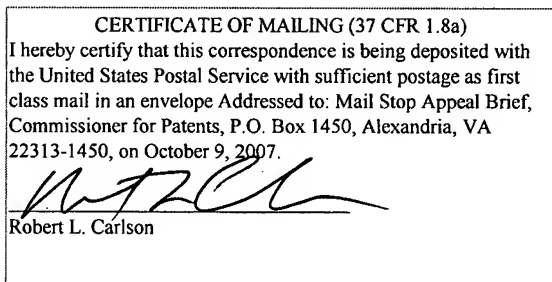 CERTIFICATE OF MAILING (37 CFR 1.8a)
I hereby certify that this correspondence is being deposited with
the United States Postal Service with sufficient postage as first
class mail in an envelope Addressed to: Mail Stop Appeal Brief,
Commissioner for Patents, P.O. Box 1450, Alexandria, VA
22313-1450, on October 9, 2007.
Robert L. Carlson